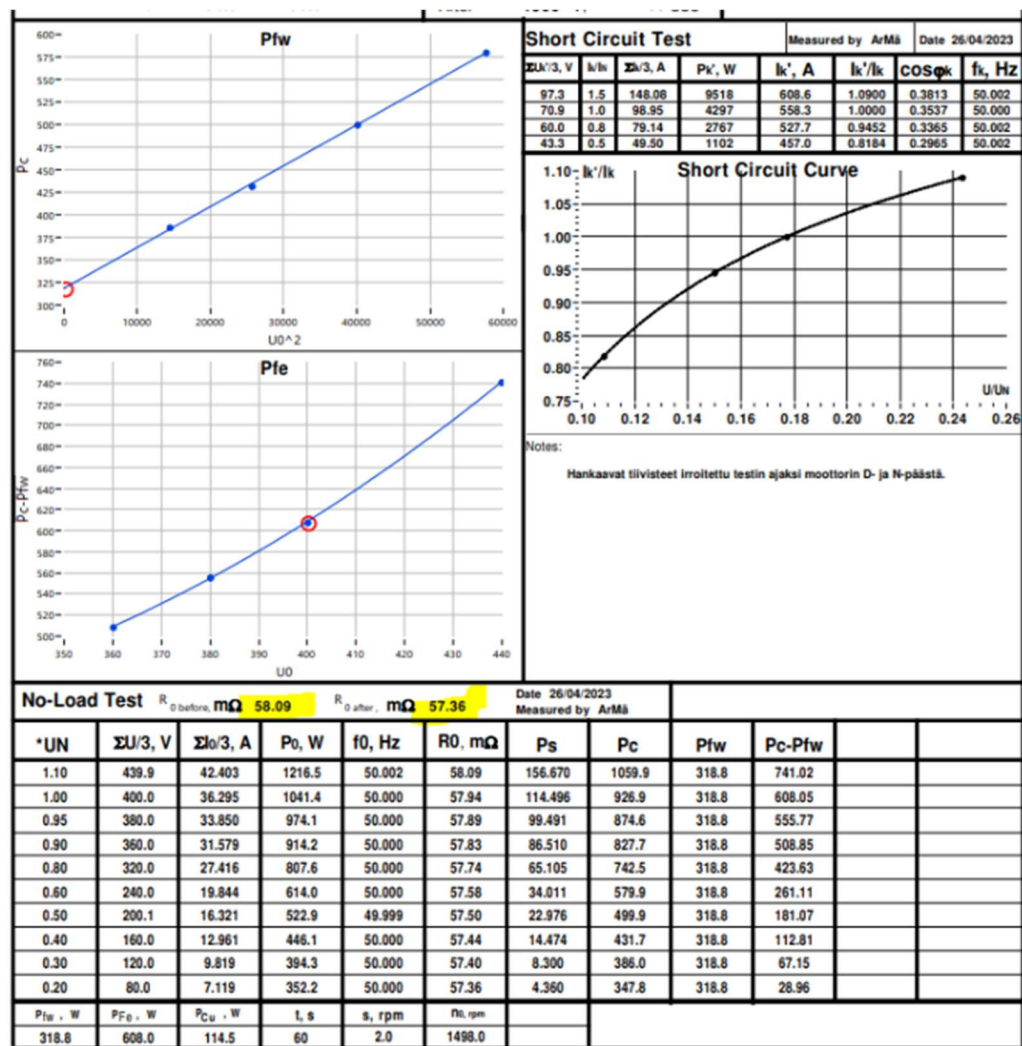 Pfw
600
575
550
525
500
475
450
425
400
375
350
325
300
Pc
0 10000 20000 30000 40000 50000 60000
U0^2
Pfe
760
740
720
700
680
660
640
620
600
580
560
540
520
500
Pc-Pfw
350 360 370 380 390 400 410 420 430 440
U0
Short Circuit Test Measured by ArMä Date 26/04/2023
ΣUk'/3, V Ik/IN ΣIk/3, A Pk', W Ik', A Ik'/Ik cosφk fk, Hz
97.3 1.5 148.08 9518 608.6 1.0900 0.3813 50.002
70.9 1.0 98.95 4297 558.3 1.0000 0.3537 50.000
60.0 0.8 79.14 2767 527.7 0.9452 0.3365 50.002
43.3 0.5 49.50 1102 457.0 0.8184 0.2965 50.002
Ik'/Ik Short Circuit Curve
1.10
1.05
1.00
0.95
0.90
0.85
0.80
0.75
U/UN
0.10 0.12 0.14 0.16 0.18 0.20 0.22 0.24 0.26
Notes:
Hankaavat tiivisteet irroitettu testin ajaksi moottorin D- ja N-päästä.
No-Load Test R 0 before, mΩ 58.09 R 0 after, mΩ 57.36 Date 26/04/2023
Measured by ArMä
*UN ΣU/3, V ΣI0/3, A P0, W f0, Hz R0, mΩ Ps Pc Pfw Pc-Pfw
1.10 439.9 42.403 1216.5 50.002 58.09 156.670 1059.9 318.8 741.02
1.00 400.0 36.295 1041.4 50.000 57.94 114.496 926.9 318.8 608.05
0.95 380.0 33.850 974.1 50.000 57.89 99.491 874.6 318.8 555.77
0.90 360.0 31.579 914.2 50.000 57.83 86.510 827.7 318.8 508.85
0.80 320.0 27.416 807.6 50.000 57.74 65.105 742.5 318.8 423.63
0.60 240.0 19.844 614.0 50.000 57.58 34.011 579.9 318.8 261.11
0.50 200.1 16.321 522.9 49.999 57.50 22.976 499.9 318.8 181.07
0.40 160.0 12.961 446.1 50.000 57.44 14.474 431.7 318.8 112.81
0.30 120.0 9.819 394.3 50.000 57.40 8.300 386.0 318.8 67.15
0.20 80.0 7.119 352.2 50.000 57.36 4.360 347.8 318.8 28.96
Pfw, W PFe, W PCu, W t, s s, rpm n0, rpm
318.8 608.0 114.5 60 2.0 1498.0